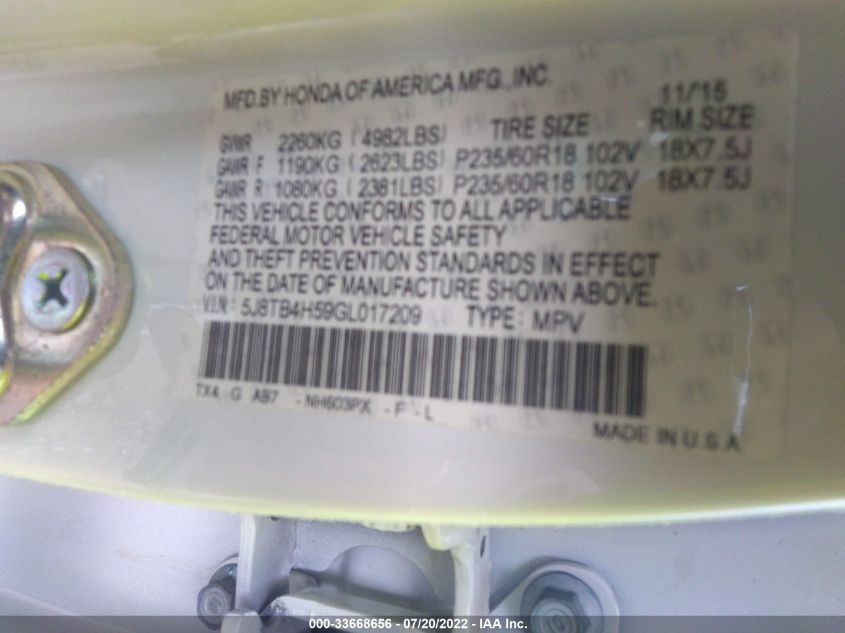 MFD.BY HONDA OF AMERICA MFG.,INC. 11/'15
GVWR 2260KG (4982LBS) TIRE SIZE RIM SIZE
GAWR F 1190KG (2623LBS) P235/60R18 102V 18X7.5J
GAWR R 1080KG (2381LBS) P235/60R18 102V 18X7.5J
THIS VEHICLE CONFORMS TO ALL APPLICABLE
FEDERAL MOTOR VEHICLE SAFETY
AND THEFT PREVENTION STANDARDS IN EFFECT
ON THE DATE OF MANUFACTURE SHOWN ABOVE.
V.I.N: 5J8TB4H59GL017209 TYPE: MPV
TX4 G AB7 -NH603PX -F-L
MADE IN U.S.A
000-33668656 - 07/20/2022 - IAA Inc.